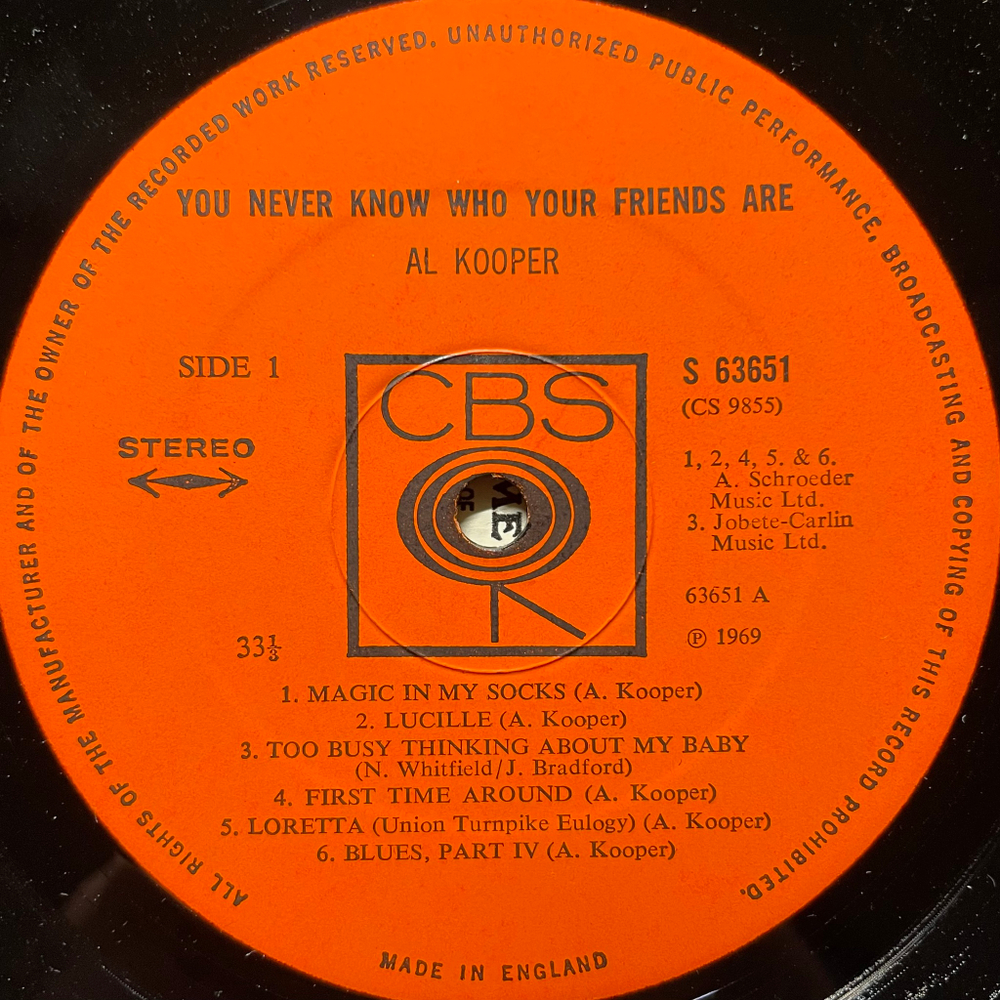 ALL RIGHTS OF THE MANUFACTURER AND OF THE OWNER OF THE RECORDED WORK RESERVED. UNAUTHORIZED PUBLIC PERFORMANCE, BROADCASTING AND COPYING OF THIS RECORD PROHIBITED.
YOU NEVER KNOW WHO YOUR FRIENDS ARE
AL KOOPER
SIDE 1
STEREO
33⅓
CBS
ME
OF
S 63651
(CS 9855)
1, 2, 4, 5. & 6.
A. Schroeder
Music Ltd.
3. Jobete-Carlin
Music Ltd.
63651 A
℗ 1969
1. MAGIC IN MY SOCKS (A. Kooper)
2. LUCILLE (A. Kooper)
3. TOO BUSY THINKING ABOUT MY BABY
(N. Whitfield/J. Bradford)
4. FIRST TIME AROUND (A. Kooper)
5. LORETTA (Union Turnpike Eulogy) (A. Kooper)
6. BLUES, PART IV (A. Kooper)
MADE IN ENGLAND